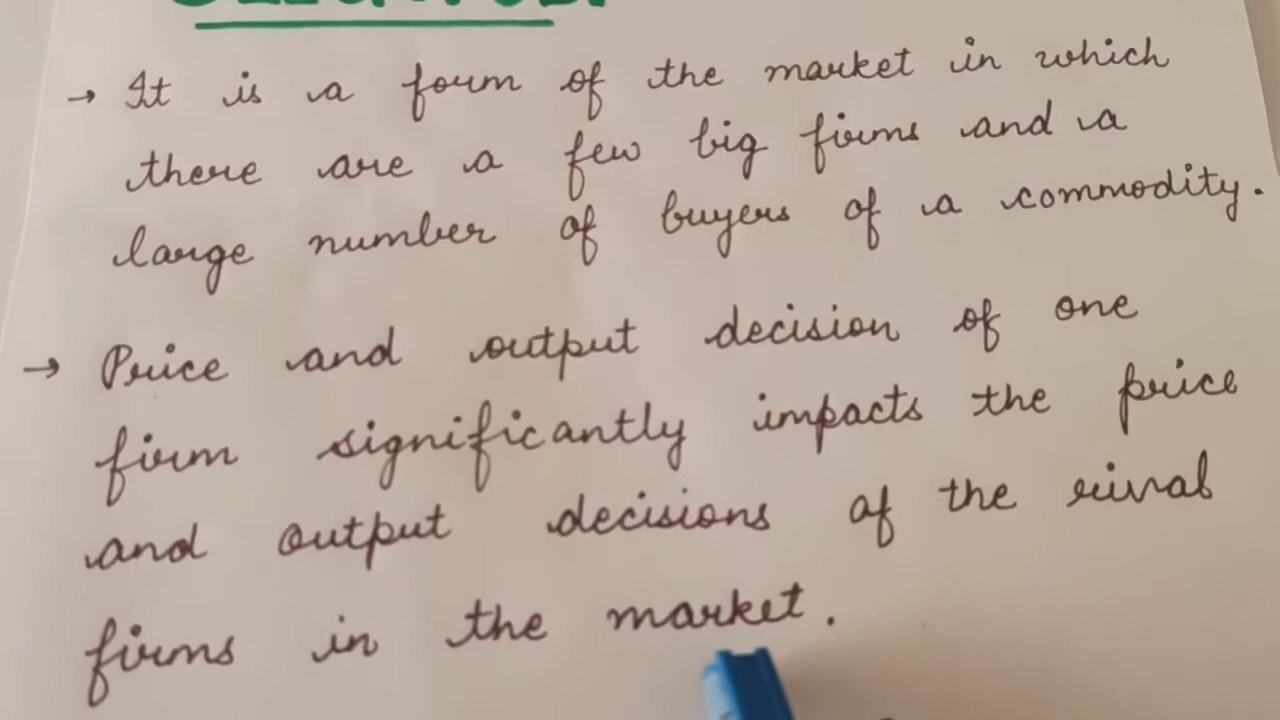 → It is a form of the market in which
there are a few big firms and a
large number of buyers of a commodity.
→ Price and output decision of one
firm significantly impacts the price
and output decisions of the rival
firms in the market.